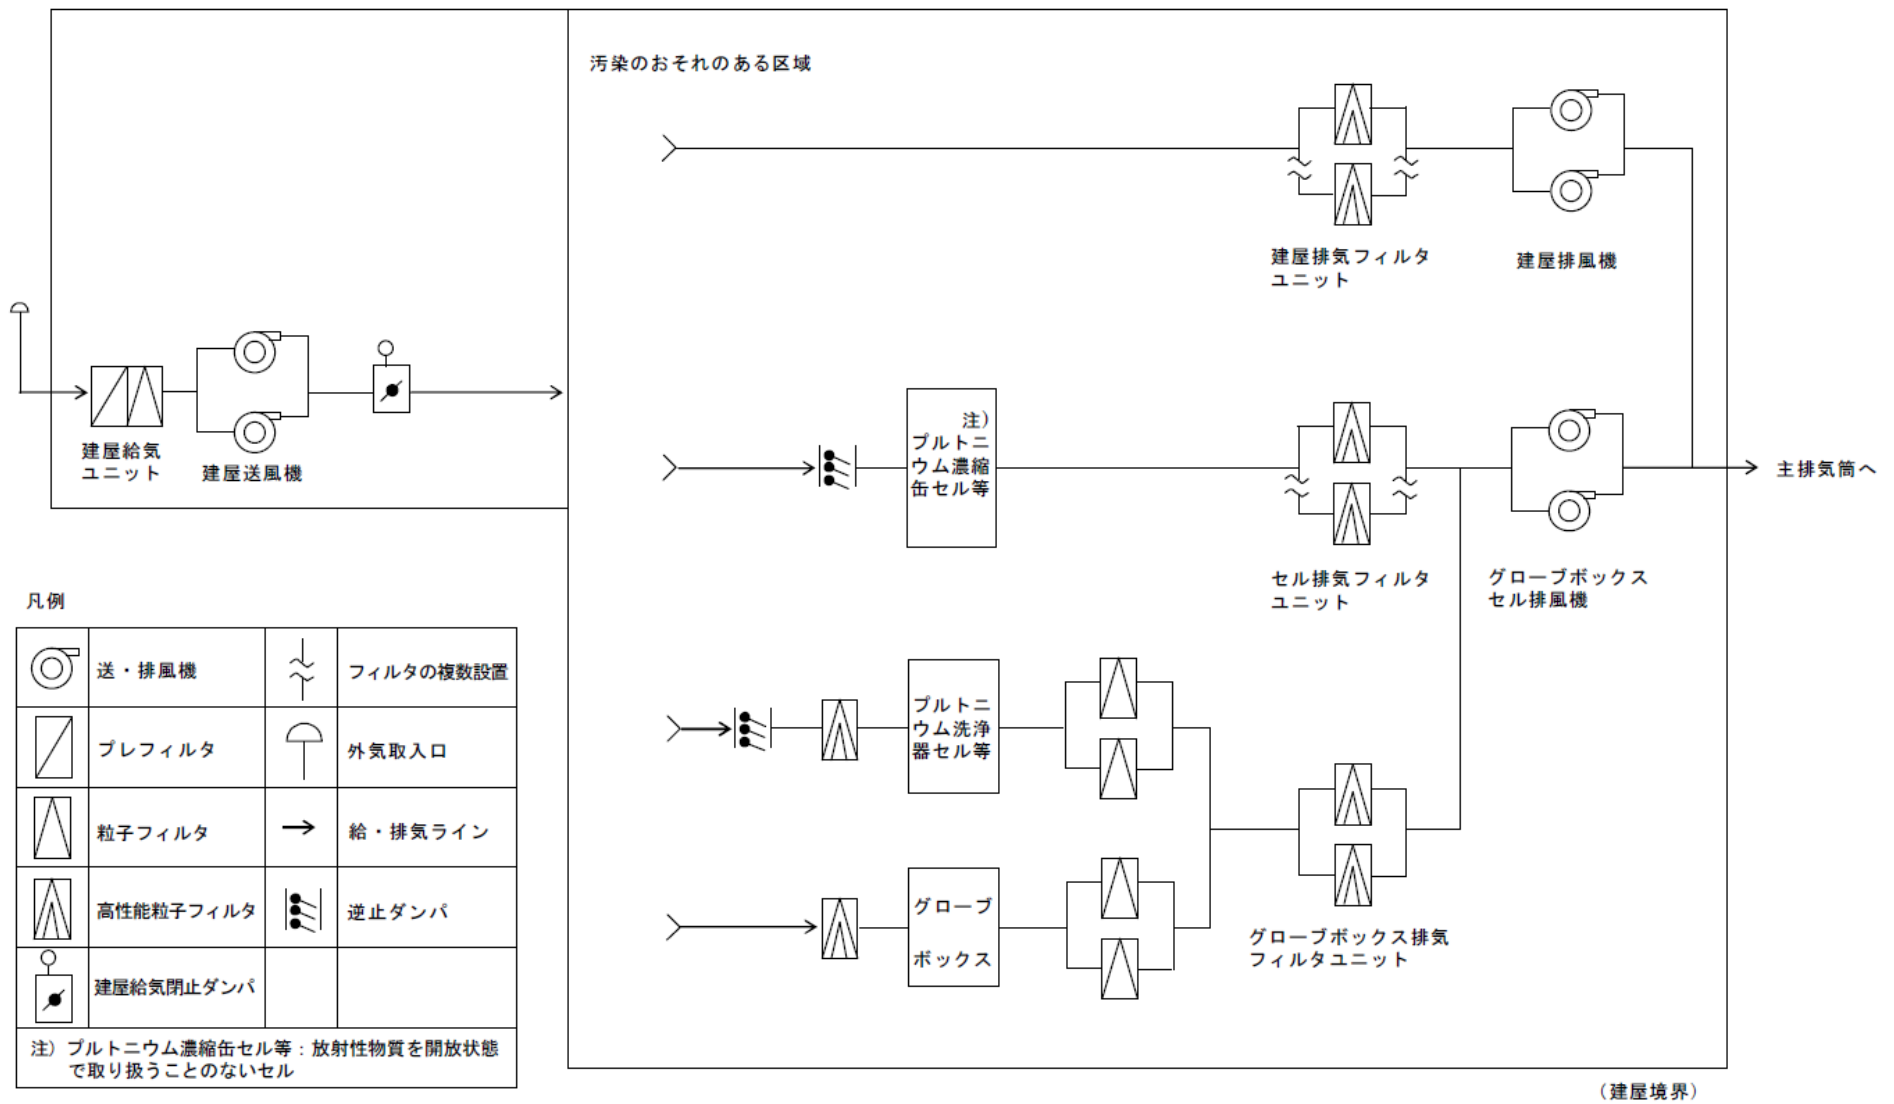 汚染のおそれのある区域
建屋排気フィルタ
ユニット
建屋排風機
建屋給気
ユニット
建屋送風機
注)
プルトニ
ウム濃縮
缶セル等
主排気筒へ
セル排気フィルタ
ユニット
グローブボックス
セル排風機
プルトニ
ウム洗浄
器セル等
グローブ
ボックス
グローブボックス排気
フィルタユニット
凡例
送・排風機
フィルタの複数設置
プレフィルタ
外気取入口
粒子フィルタ
給・排気ライン
高性能粒子フィルタ
逆止ダンパ
建屋給気閉止ダンパ
注) プルトニウム濃縮缶セル等:放射性物質を開放状態
で取り扱うことのないセル
(建屋境界)